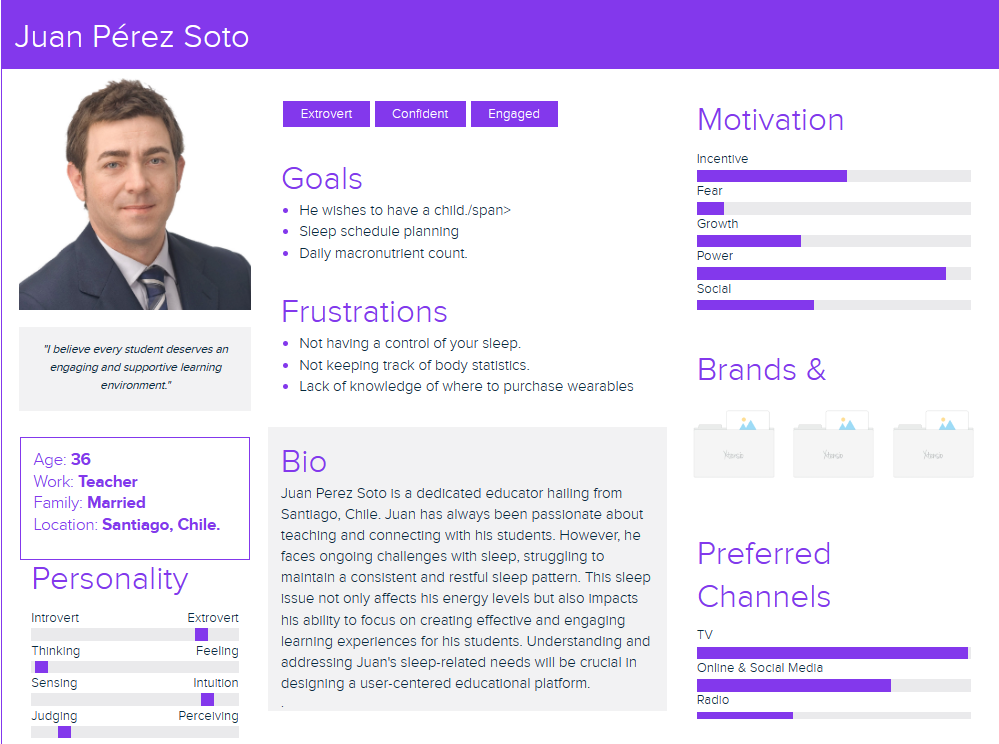 Juan Pérez Soto
"I believe every student deserves an
engaging and supportive learning
environment."
Age: 36
Work: Teacher
Family: Married
Location: Santiago, Chile.
Personality
Introvert Extrovert
Thinking Feeling
Sensing Intuition
Judging Perceiving
Extrovert Confident Engaged
Goals
• He wishes to have a child./span>
• Sleep schedule planning
• Daily macronutrient count.
Frustrations
• Not having a control of your sleep.
• Not keeping track of body statistics.
• Lack of knowledge of where to purchase wearables
Bio
Juan Perez Soto is a dedicated educator hailing from
Santiago, Chile. Juan has always been passionate about
teaching and connecting with his students. However, he
faces ongoing challenges with sleep, struggling to
maintain a consistent and restful sleep pattern. This sleep
issue not only affects his energy levels but also impacts
his ability to focus on creating effective and engaging
learning experiences for his students. Understanding and
addressing Juan's sleep-related needs will be crucial in
designing a user-centered educational platform.
.
Motivation
Incentive
Fear
Growth
Power
Social
Brands &
Xtensio Xtensio Xtensio
Preferred
Channels
TV
Online & Social Media
Radio